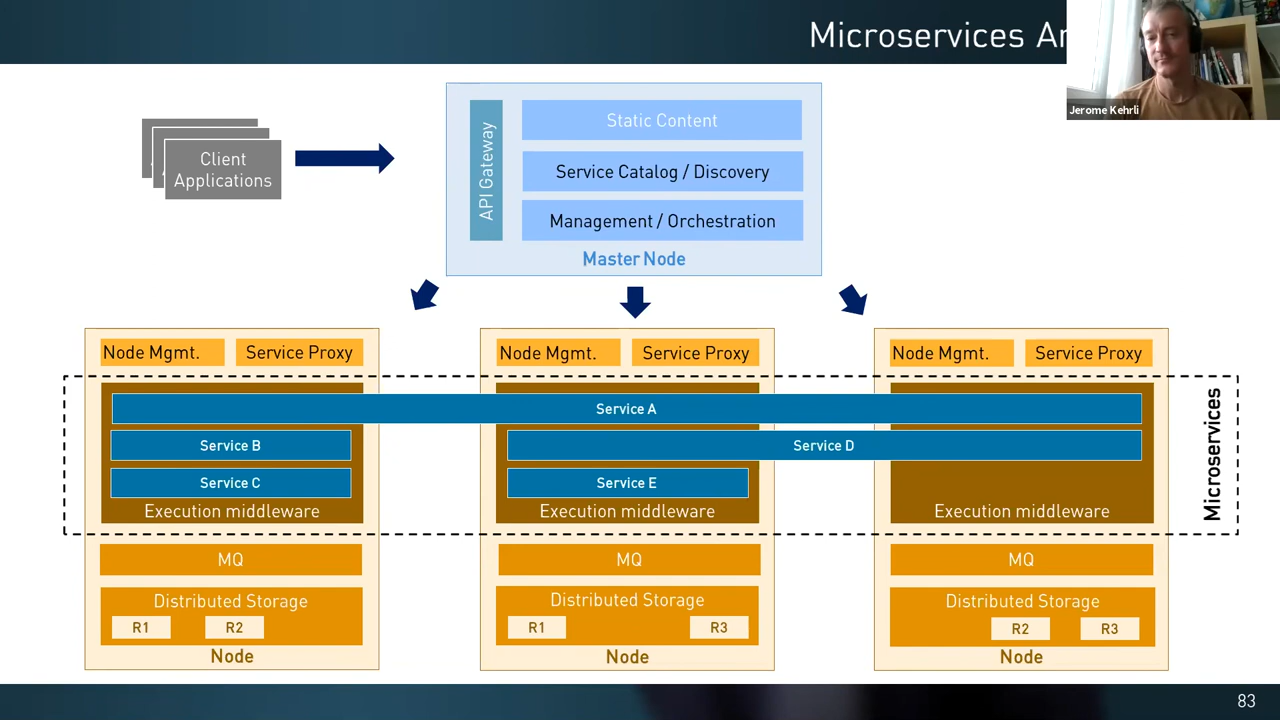 Microservices Ar
Jerome Kehrli
Client
Applications
API Gateway
Static Content
Service Catalog / Discovery
Management / Orchestration
Master Node
Node Mgmt.
Service Proxy
Node Mgmt.
Service Proxy
Node Mgmt.
Service Proxy
Service A
Service B
Service D
Service C
Service E
Execution middleware
Execution middleware
Execution middleware
Microservices
MQ
MQ
MQ
Distributed Storage
R1
R2
Node
Distributed Storage
R1
R3
Node
Distributed Storage
R2
R3
Node
83